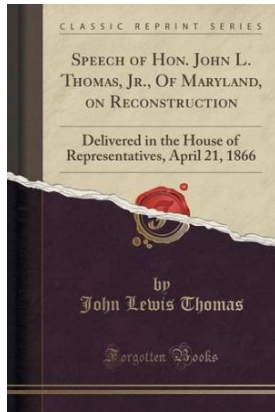 CLASSIC REPRINT SERIES
SPEECH OF HON. JOHN L.
THOMAS, JR., OF MARYLAND,
ON RECONSTRUCTION
Delivered in the House of
Representatives, April 21, 1866
by
John Lewis Thomas
Forgotten Books